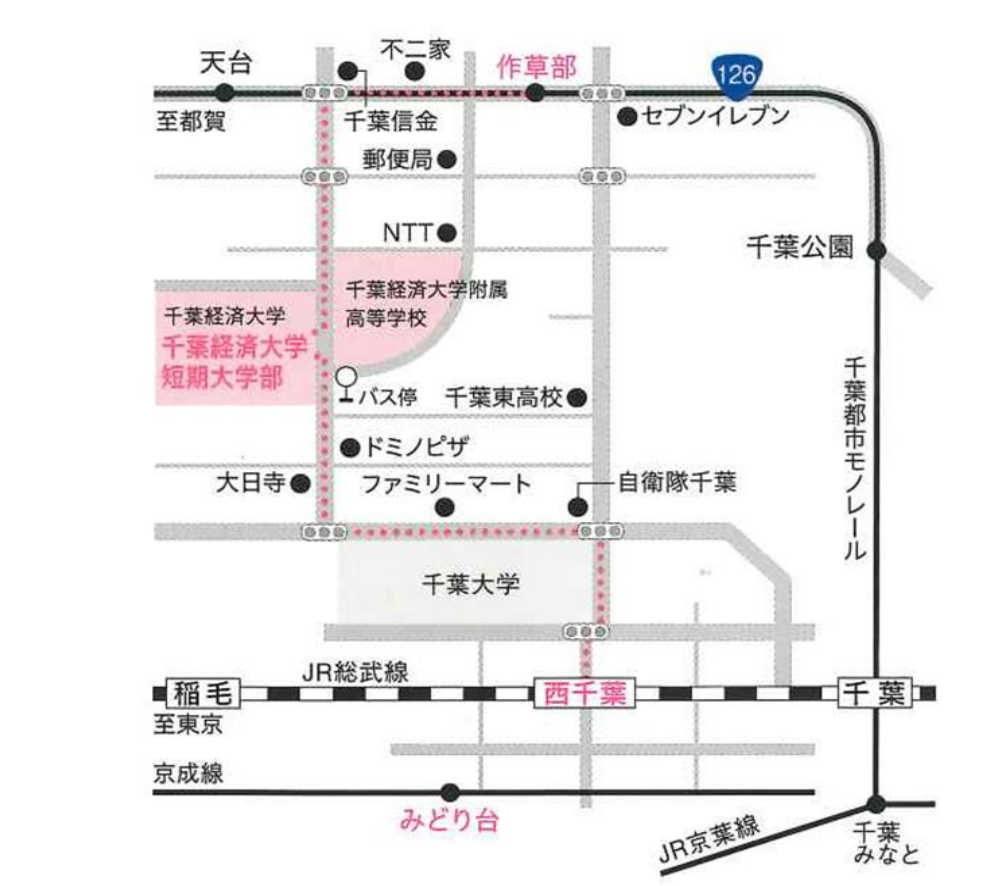 不二家
天台
作草部
126
至都賀
千葉信金
セブンイレブン
郵便局
NTT
千葉公園
千葉経済大学附属
高等学校
千葉経済大学
千葉経済大学
短期大学部
バス停
千葉東高校
千葉都市モノレール
ドミノピザ
大日寺
ファミリーマート
自衛隊千葉
千葉大学
JR総武線
稲毛
西千葉
千葉
至東京
京成線
みどり台
JR京葉線
千葉
みなと